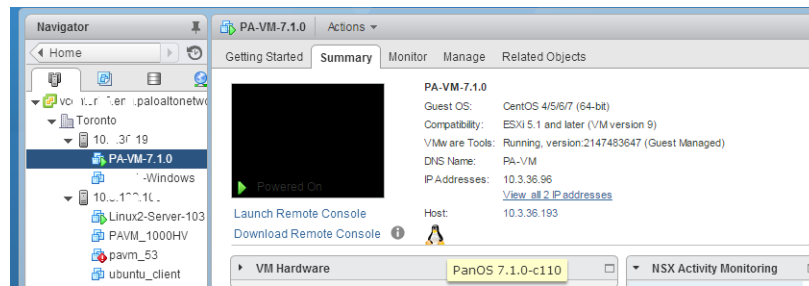 Navigator
PA-VM-7.1.0 Actions
Home
Getting Started Summary Monitor Manage Related Objects
PA-VM-7.1.0
Guest OS: CentOS 4/5/6/7 (64-bit)
Compatibility: ESXi 5.1 and later (VM version 9)
VMware Tools: Running, version:2147483647 (Guest Managed)
DNS Name: PA-VM
IP Addresses: 10.3.36.96
View all 2 IP addresses
Host: 10.3.36.193
Powered On
Launch Remote Console
Download Remote Console
Toronto
PA-VM-7.1.0
-Windows
Linux2-Server-103
PAVM_1000HV
pavm_53
ubuntu_client
VM Hardware
PanOS 7.1.0-c110
NSX Activity Monitoring